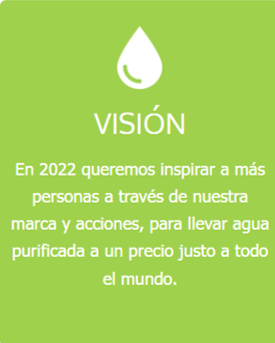 VISIÓN
En 2022 queremos inspirar a más
personas a través de nuestra
marca y acciones, para llevar agua
purificada a un precio justo a todo
el mundo.